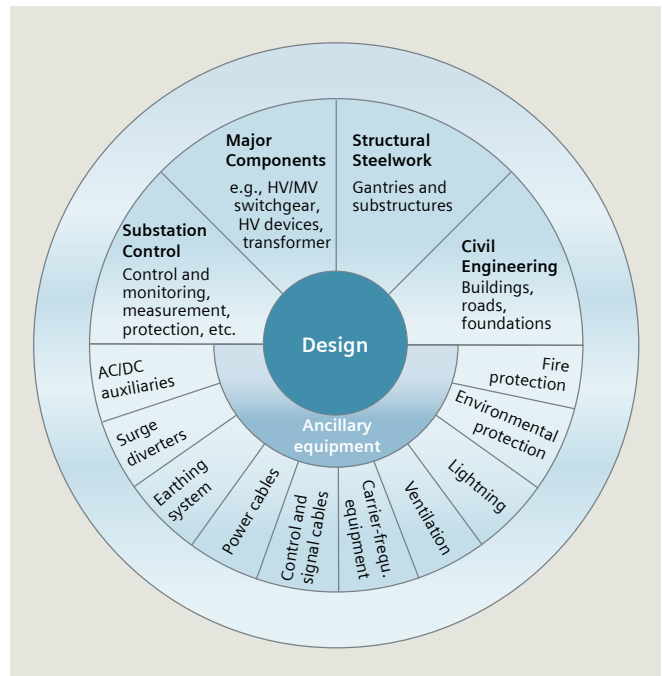 Major
Components
e.g., HV/MV
switchgear,
HV devices,
transformer
Structural
Steelwork
Gantries and
substructures
Substation
Control
Control and
monitoring,
measurement,
protection, etc.
Civil
Engineering
Buildings,
roads,
foundations
Design
Ancillary
equipment
AC/DC
auxiliaries
Surge
diverters
Earthing
system
Power cables
Control and
signal cables
Carrier-frequ.
equipment
Ventilation
Lightning
Environmental
protection
Fire
protection